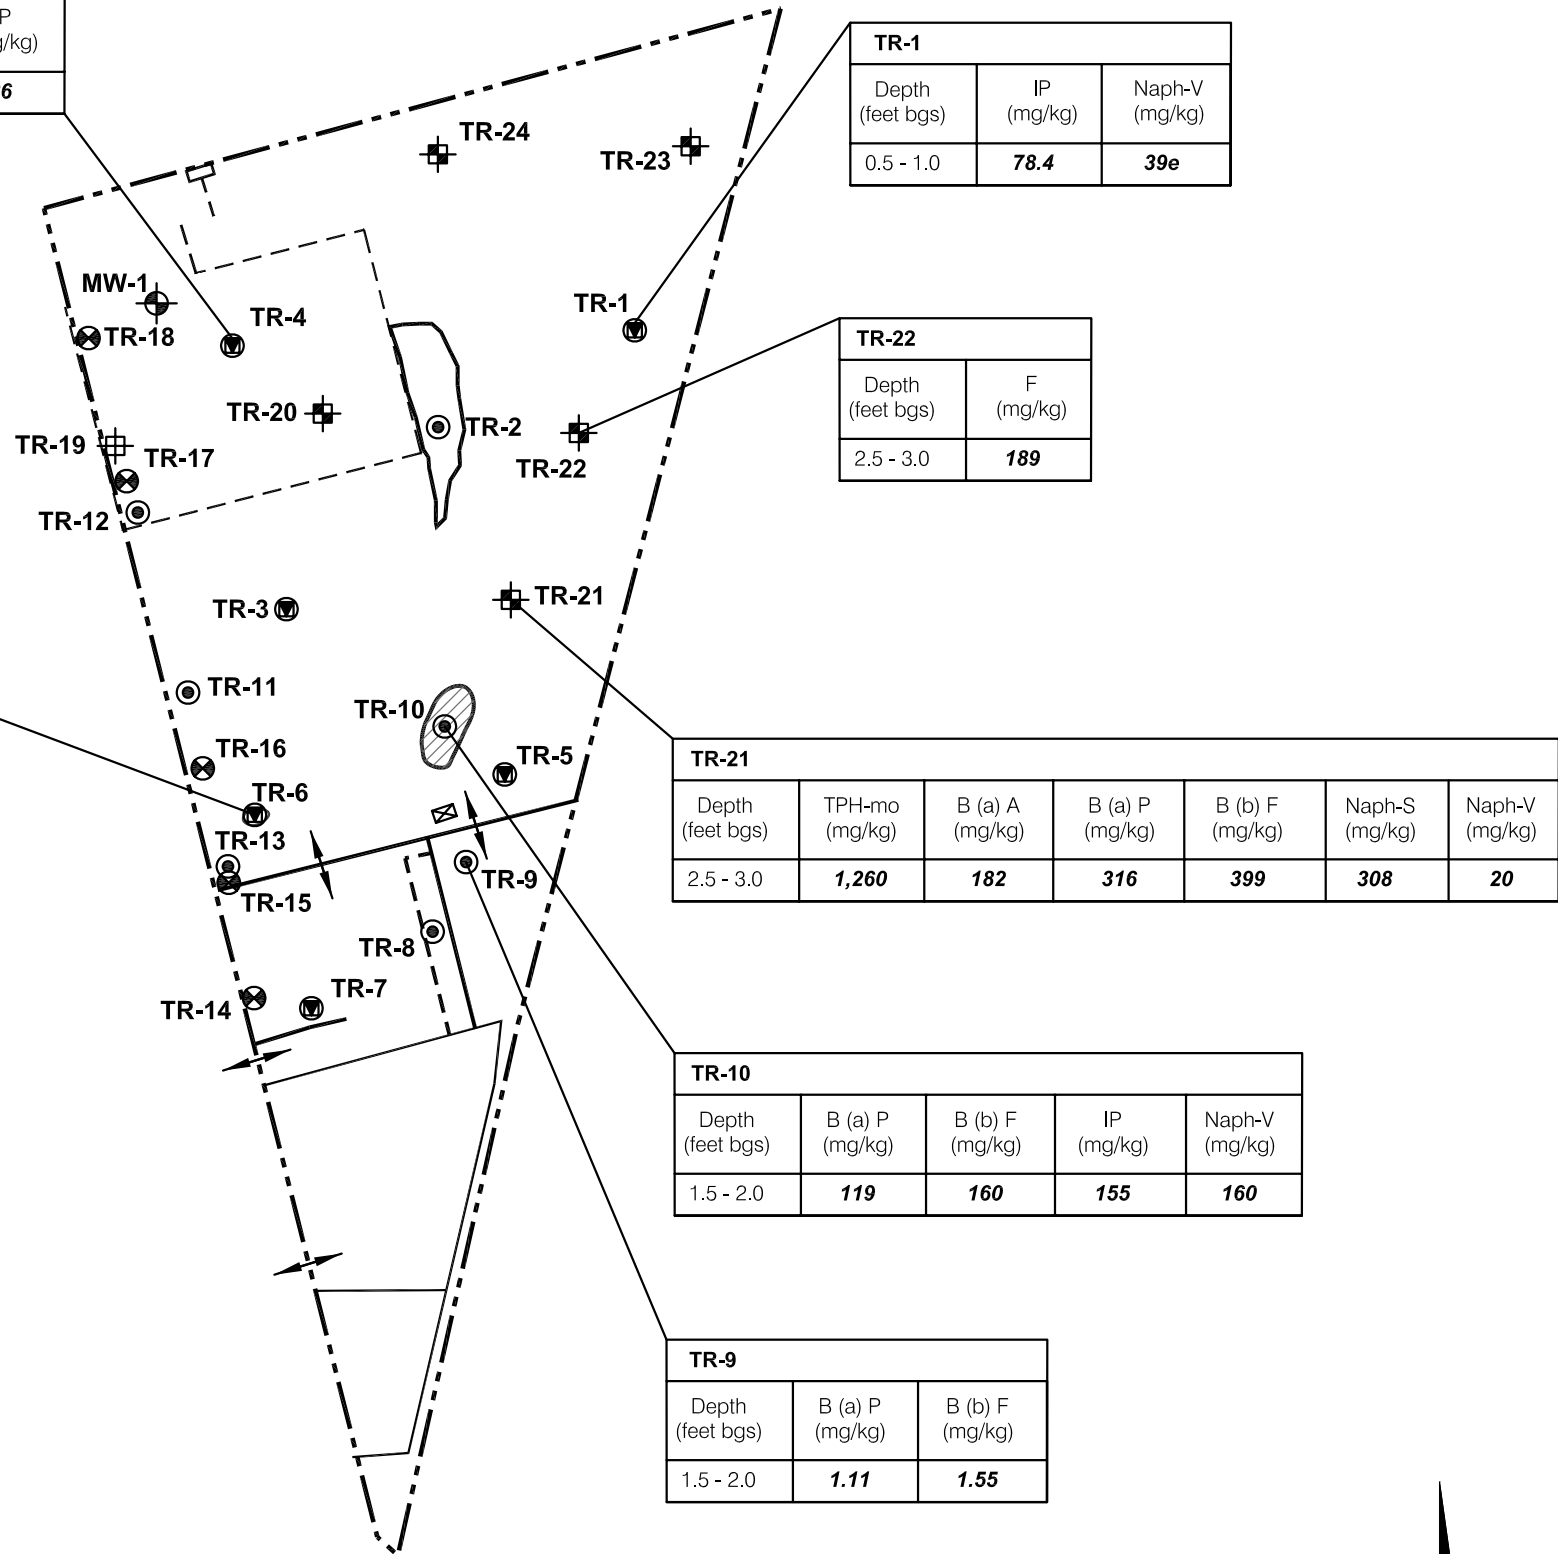 P
g/kg)
6
TR-1
Depth
(feet bgs)
IP
(mg/kg)
Naph-V
(mg/kg)
0.5 - 1.0
78.4
39e
TR-24
TR-23
MW-1
TR-18
TR-4
TR-1
TR-22
Depth
(feet bgs)
F
(mg/kg)
2.5 - 3.0
189
TR-20
TR-2
TR-19
TR-17
TR-22
TR-12
TR-3
TR-21
TR-11
TR-10
TR-16
TR-5
TR-6
TR-13
TR-9
TR-15
TR-8
TR-7
TR-14
TR-21
Depth
(feet bgs)
TPH-mo
(mg/kg)
B (a) A
(mg/kg)
B (a) P
(mg/kg)
B (b) F
(mg/kg)
Naph-S
(mg/kg)
Naph-V
(mg/kg)
2.5 - 3.0
1,260
182
316
399
308
20
TR-10
Depth
(feet bgs)
B (a) P
(mg/kg)
B (b) F
(mg/kg)
IP
(mg/kg)
Naph-V
(mg/kg)
1.5 - 2.0
119
160
155
160
TR-9
Depth
(feet bgs)
B (a) P
(mg/kg)
B (b) F
(mg/kg)
1.5 - 2.0
1.11
1.55